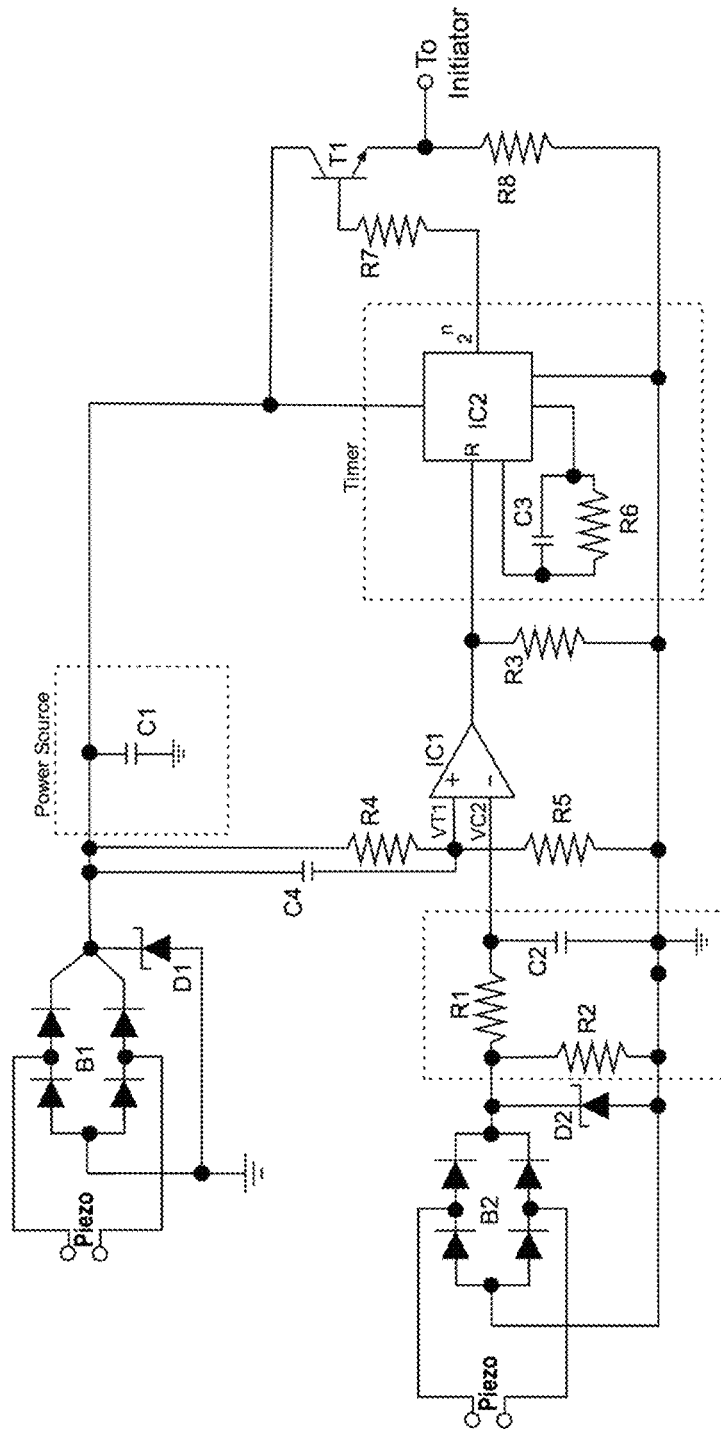 Piezo
B1
D1
Power Source
C1
C4
R4
VT1
VC2
+
-
IC1
R5
Piezo
B2
D2
R1
R2
C2
R3
Timer
R
IC2
2 n
C3
R6
R7
T1
R8
To
Initiator